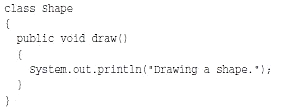 class Shape
{
  public void draw()
  {
    System.out.println("Drawing a shape.");
  }
}